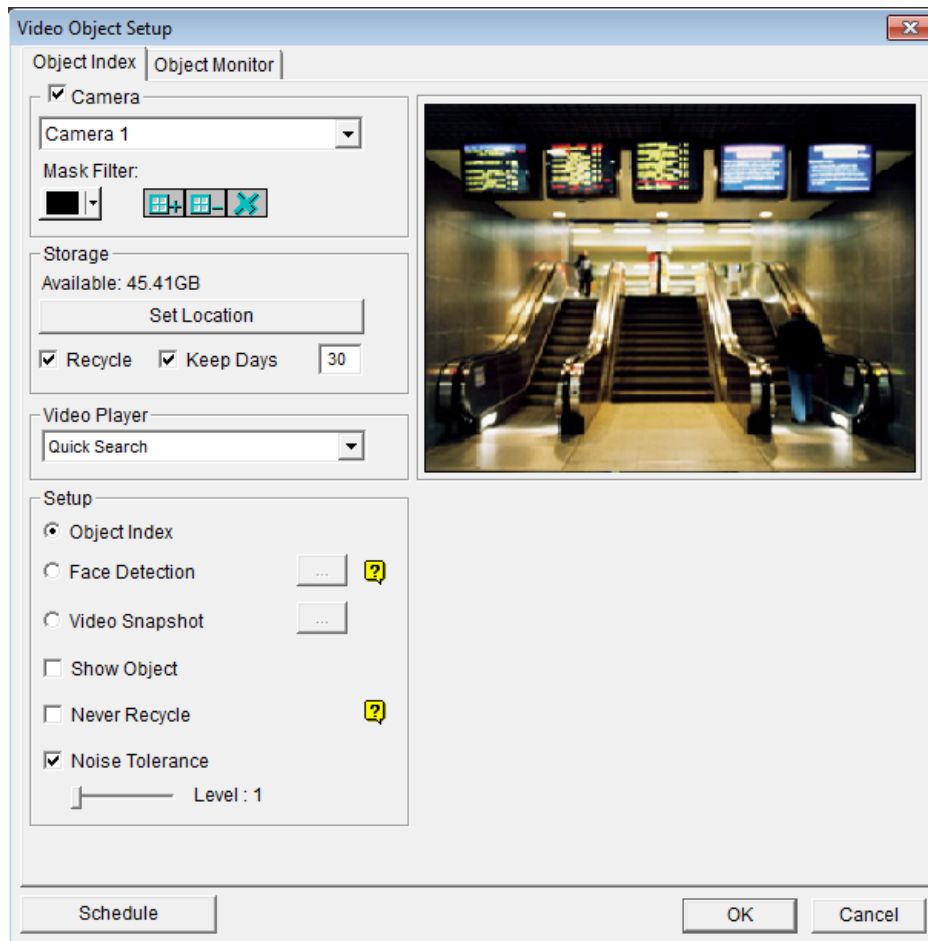 Video Object Setup
Object Index
Object Monitor
Camera
Camera 1
Mask Filter:
Storage
Available: 45.41GB
Set Location
Recycle
Keep Days
30
Video Player
Quick Search
Setup
Object Index
Face Detection
...
?
Video Snapshot
...
Show Object
Never Recycle
?
Noise Tolerance
Level : 1
Schedule
OK
Cancel